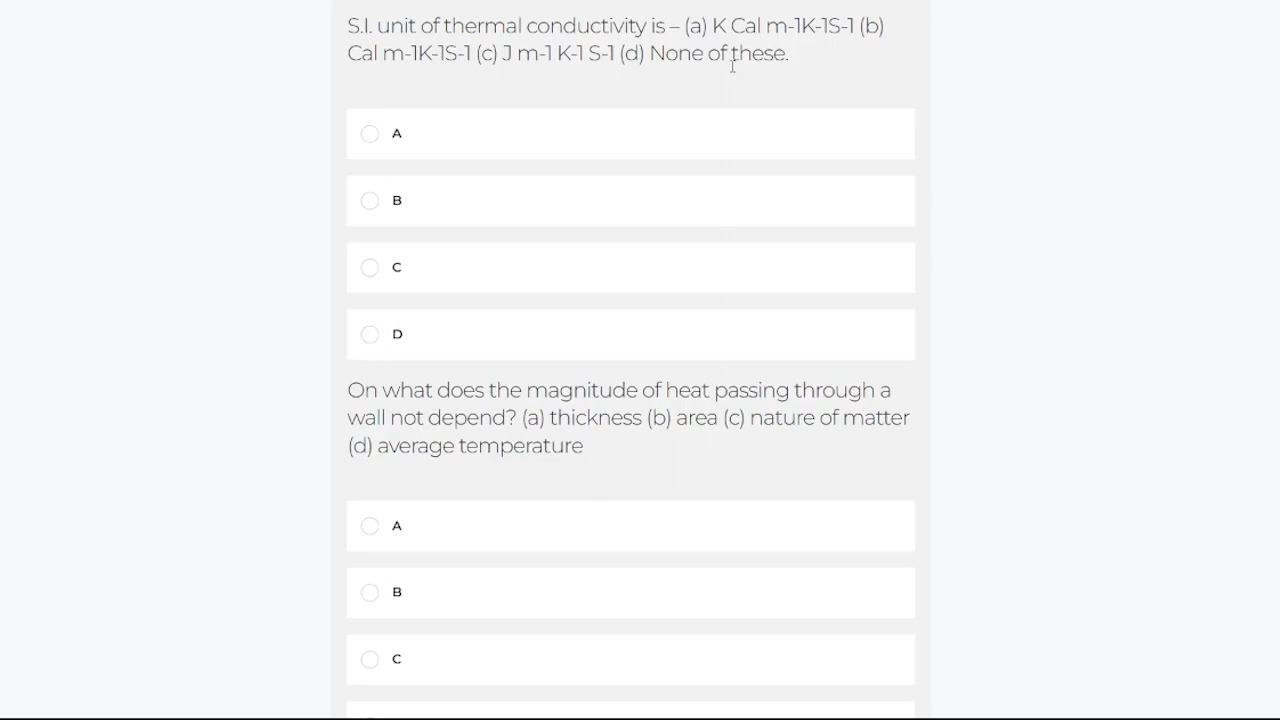 S.I. unit of thermal conductivity is – (a) K Cal m-1K-1S-1 (b)
Cal m-1K-1S-1 (c) J m-1 K-1 S-1 (d) None of these.
A
B
C
D
On what does the magnitude of heat passing through a
wall not depend? (a) thickness (b) area (c) nature of matter
(d) average temperature
A
B
C